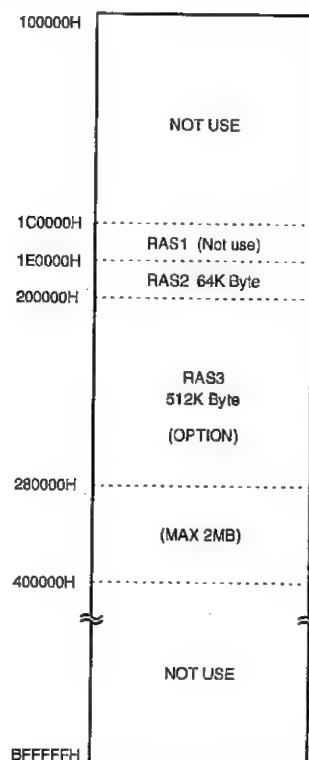 100000H
NOT USE
1C0000H
RAS1 (Not use)
1E0000H
RAS2 64K Byte
200000H
RAS3
512K Byte
(OPTION)
280000H
(MAX 2MB)
400000H
NOT USE
BFFFFFH